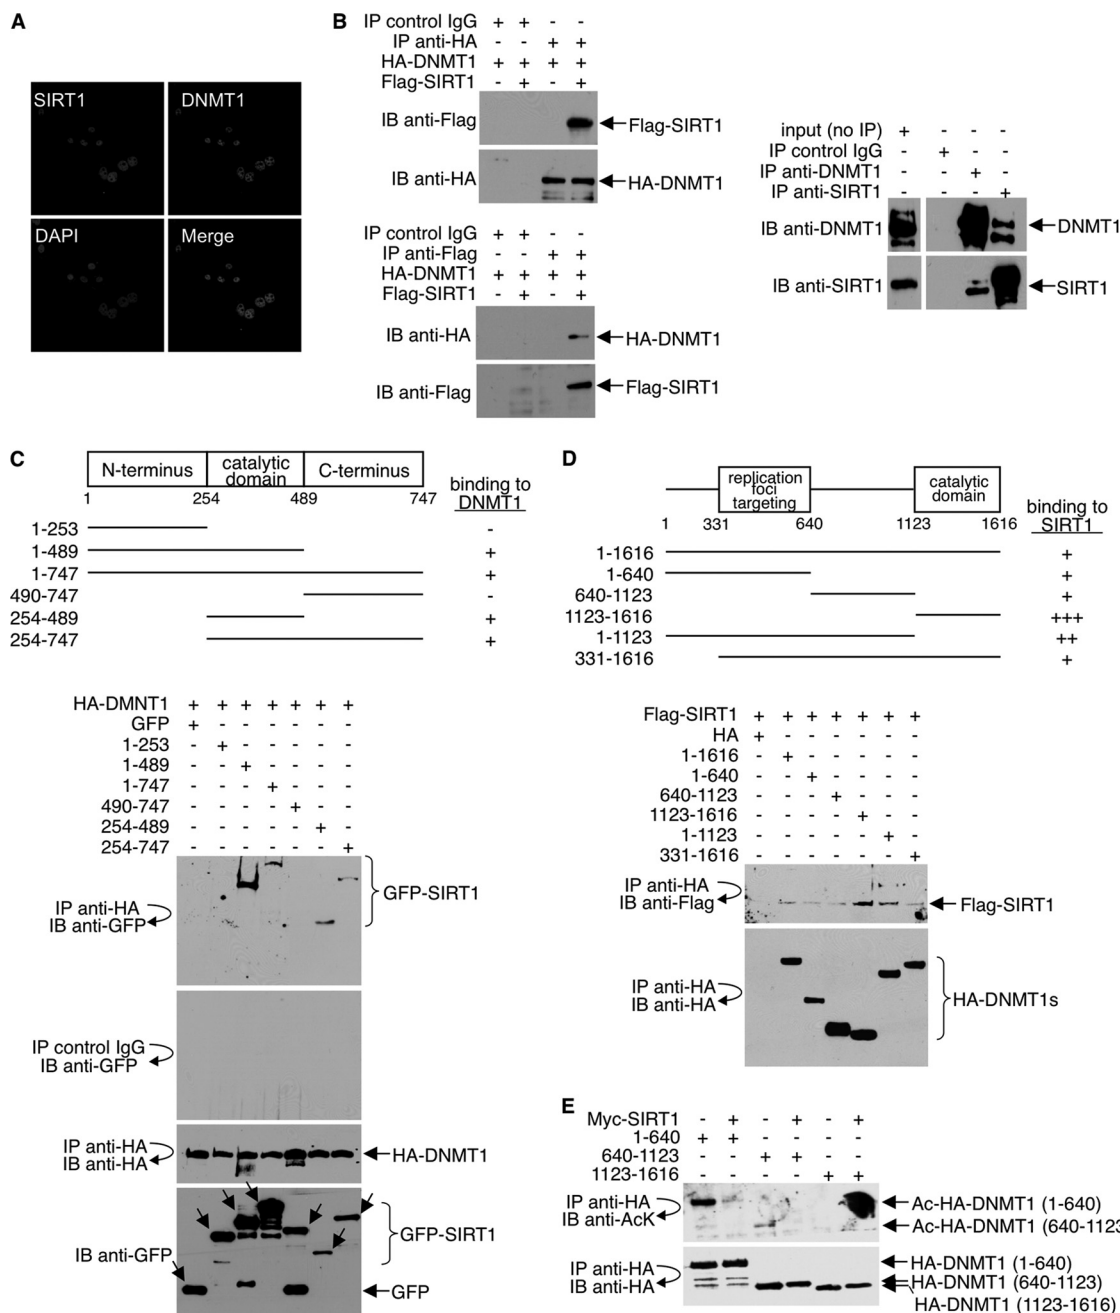 A
SIRT1
DNMT1
DAPI
Merge
B
IP control IgG + + - -
IP anti-HA - - + +
HA-DNMT1 + + + +
Flag-SIRT1 - + - +
IB anti-Flag
Flag-SIRT1
IB anti-HA
HA-DNMT1
IP control IgG + + - -
IP anti-Flag - - + +
HA-DNMT1 + + + +
Flag-SIRT1 - + - +
IB anti-HA
HA-DNMT1
IB anti-Flag
Flag-SIRT1
input (no IP) + - - -
IP control IgG - + - -
IP anti-DNMT1 - - + -
IP anti-SIRT1 - - - +
IB anti-DNMT1
DNMT1
IB anti-SIRT1
SIRT1
C
N-terminus
catalytic
domain
C-terminus
1 254 489 747
binding to
DNMT1
1-253 -
1-489 +
1-747 +
490-747 -
254-489 +
254-747 +
HA-DMNT1 + + + + + + +
GFP + - - - - - -
1-253 - + - - - - -
1-489 - - + - - - -
1-747 - - - + - - -
490-747 - - - - + - -
254-489 - - - - - + -
254-747 - - - - - - +
IP anti-HA
IB anti-GFP
GFP-SIRT1
IP control IgG
IB anti-GFP
IP anti-HA
IB anti-HA
HA-DNMT1
IB anti-GFP
GFP-SIRT1
GFP
D
replication
foci
targeting
catalytic
domain
1 331 640 1123 1616
binding to
SIRT1
1-1616 +
1-640 +
640-1123 +
1123-1616 +++
1-1123 ++
331-1616 +
Flag-SIRT1 + + + + + + +
HA + - - - - - -
1-1616 - + - - - - -
1-640 - - + - - - -
640-1123 - - - + - - -
1123-1616 - - - - + - -
1-1123 - - - - - + -
331-1616 - - - - - - +
IP anti-HA
IB anti-Flag
Flag-SIRT1
IP anti-HA
IB anti-HA
HA-DNMT1s
E
Myc-SIRT1 - + - + - +
1-640 + + - - - -
640-1123 - - + + - -
1123-1616 - - - - + +
IP anti-HA
IB anti-AcK
Ac-HA-DNMT1 (1-640)
Ac-HA-DNMT1 (640-1123
IP anti-HA
IB anti-HA
HA-DNMT1 (1-640)
HA-DNMT1 (640-1123)
HA-DNMT1 (1123-1616)